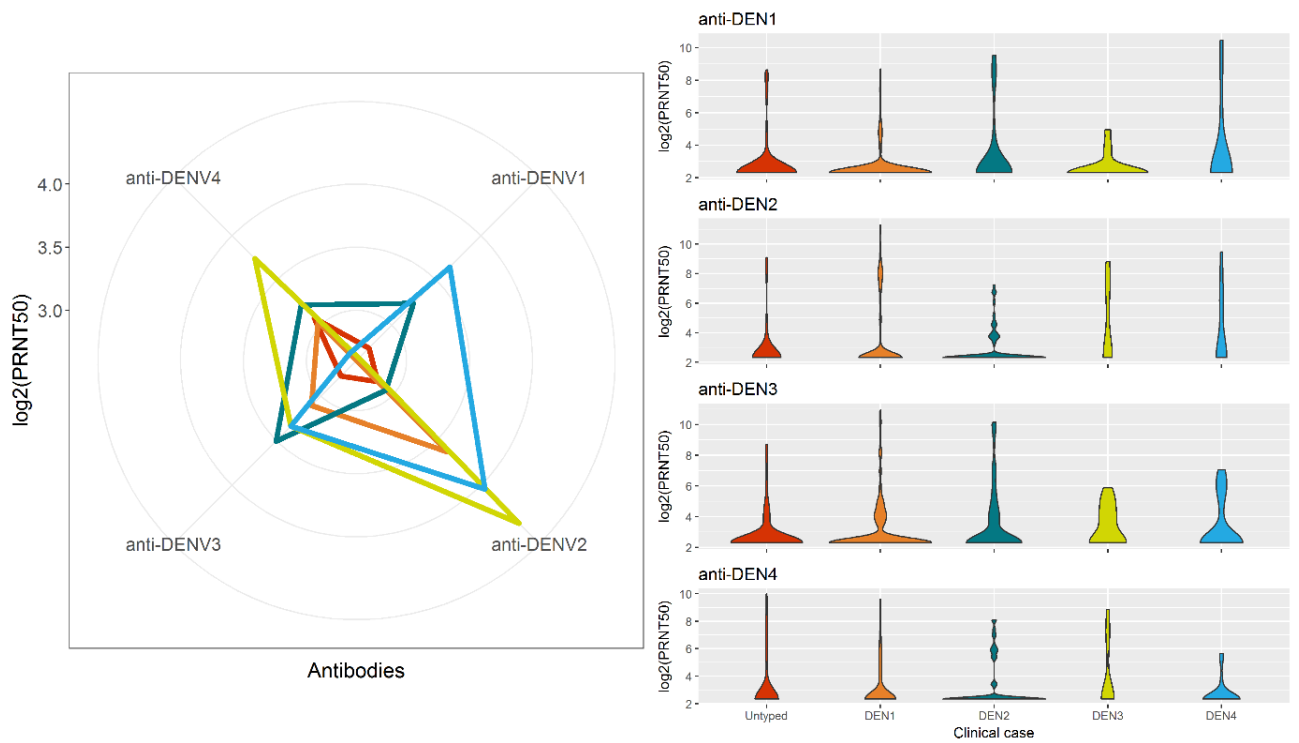 anti-DENV4
anti-DENV1
4.0
3.5
3.0
log2(PRNT50)
anti-DENV3
anti-DENV2
Antibodies
anti-DEN1
10
8
6
4
2
log2(PRNT50)
anti-DEN2
10
8
6
4
2
log2(PRNT50)
anti-DEN3
10
8
6
4
2
log2(PRNT50)
anti-DEN4
10
8
6
4
2
log2(PRNT50)
Untyped DEN1 DEN2 DEN3 DEN4
Clinical case